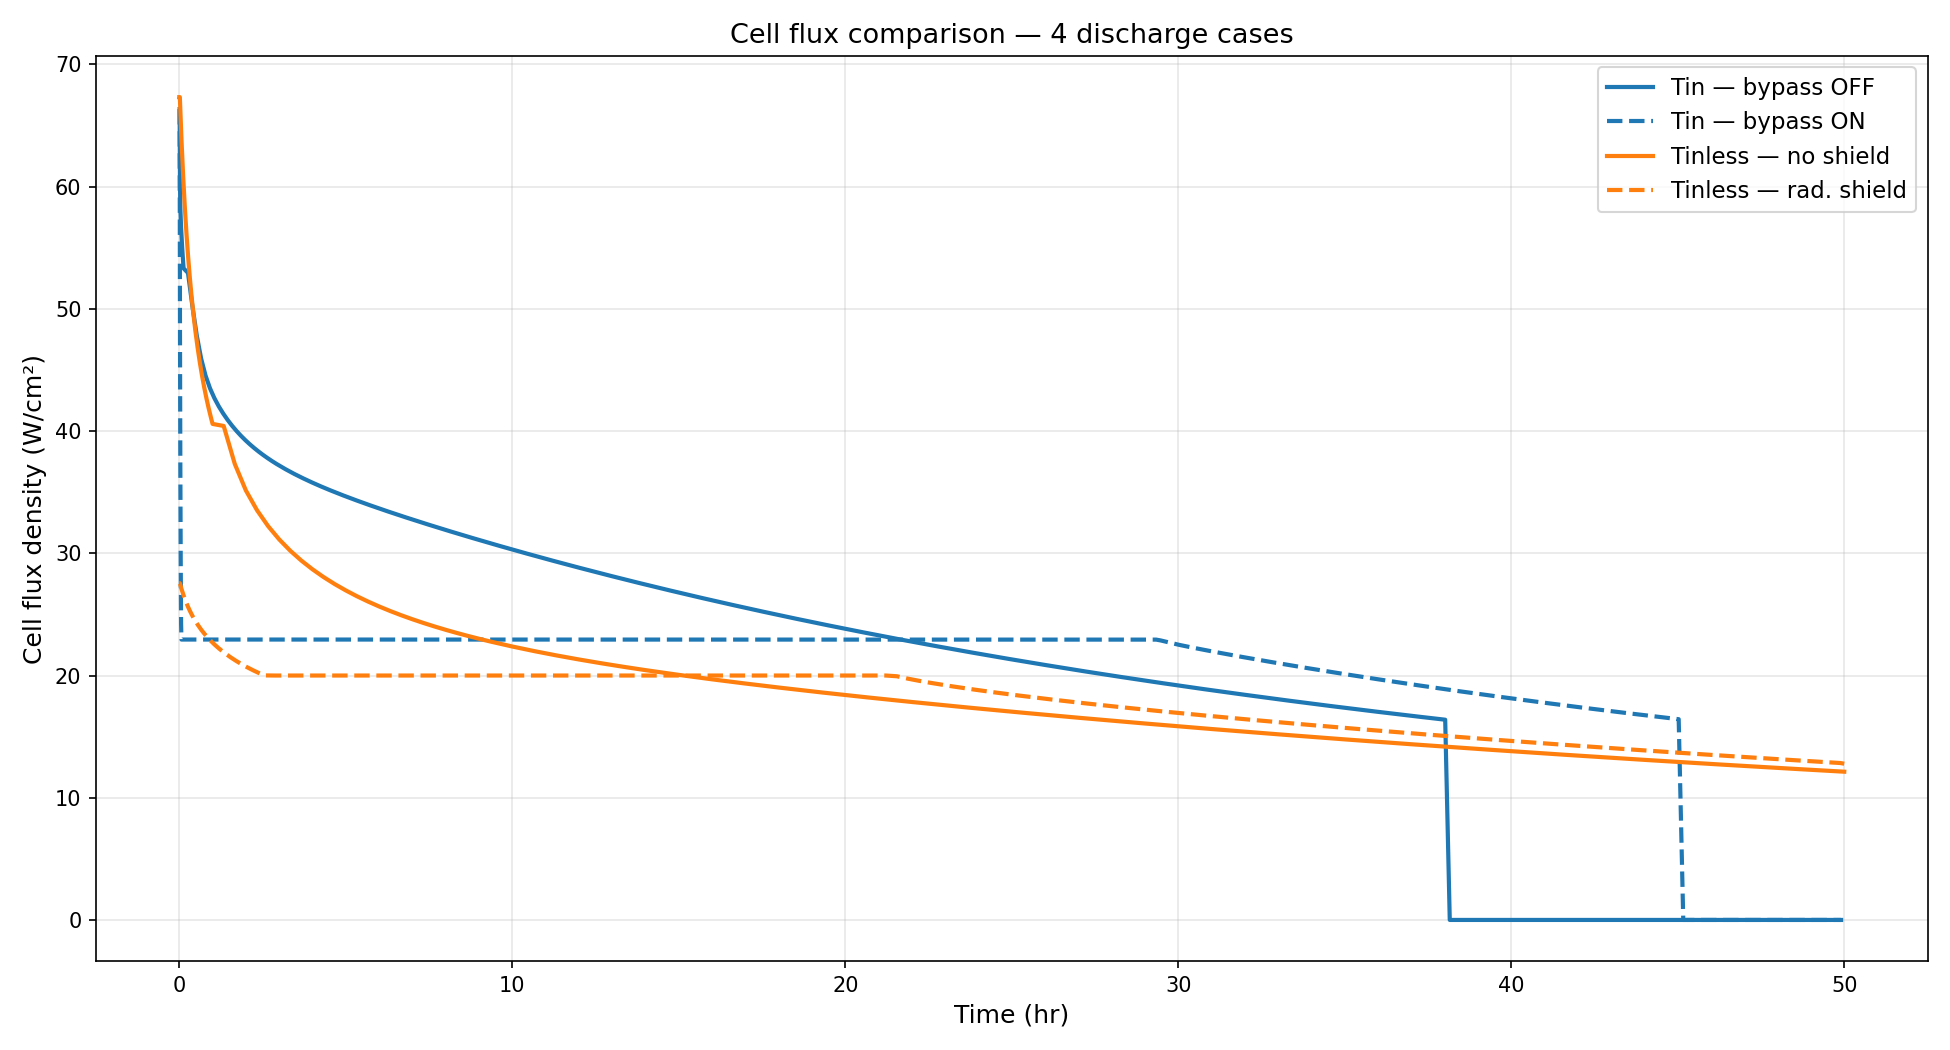 Cell flux comparison — 4 discharge cases
Cell flux density (W/cm²)
70
60
50
40
30
20
10
0
Tin — bypass OFF
Tin — bypass ON
Tinless — no shield
Tinless — rad. shield
0 10 20 30 40 50
Time (hr)